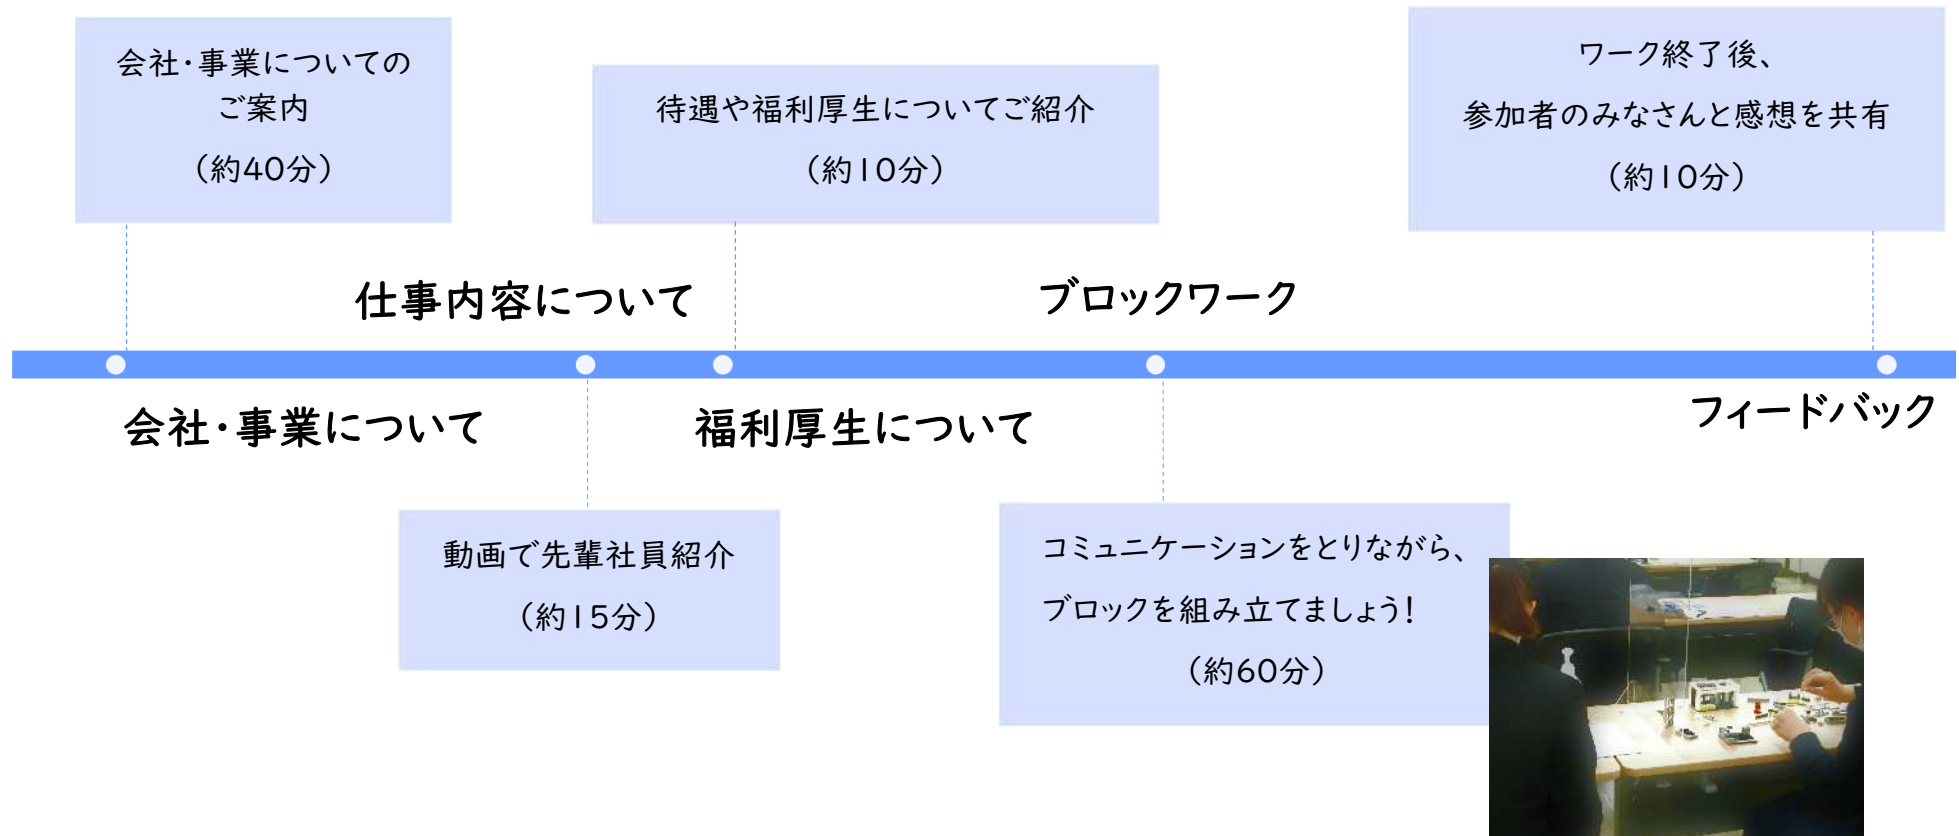 会社・事業についての
ご案内
（約40分）
待遇や福利厚生についてご紹介
（約10分）
ワーク終了後、
参加者のみなさんと感想を共有
（約10分）
仕事内容について
ブロックワーク
会社・事業について
福利厚生について
フィードバック
動画で先輩社員紹介
（約15分）
コミュニケーションをとりながら、
ブロックを組み立てましょう！
（約60分）